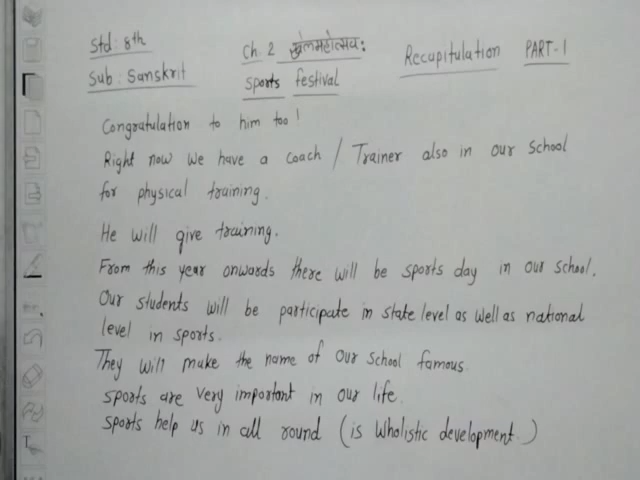 Std: 8th Ch. 2 खेलमहोत्सव: Recupitulation PART-1
Sub: Sanskrit sports festival
Congratulation to him too!
Right now we have a coach / Trainer also in our school
for physical training.
He will give training.
From this year onwards there will be sports day in our school.
Our students will be participate in state level as well as national
level in sports.
They will make the name of our school famous.
sports are very important in our life.
sports help us in all round (is wholistic development.)